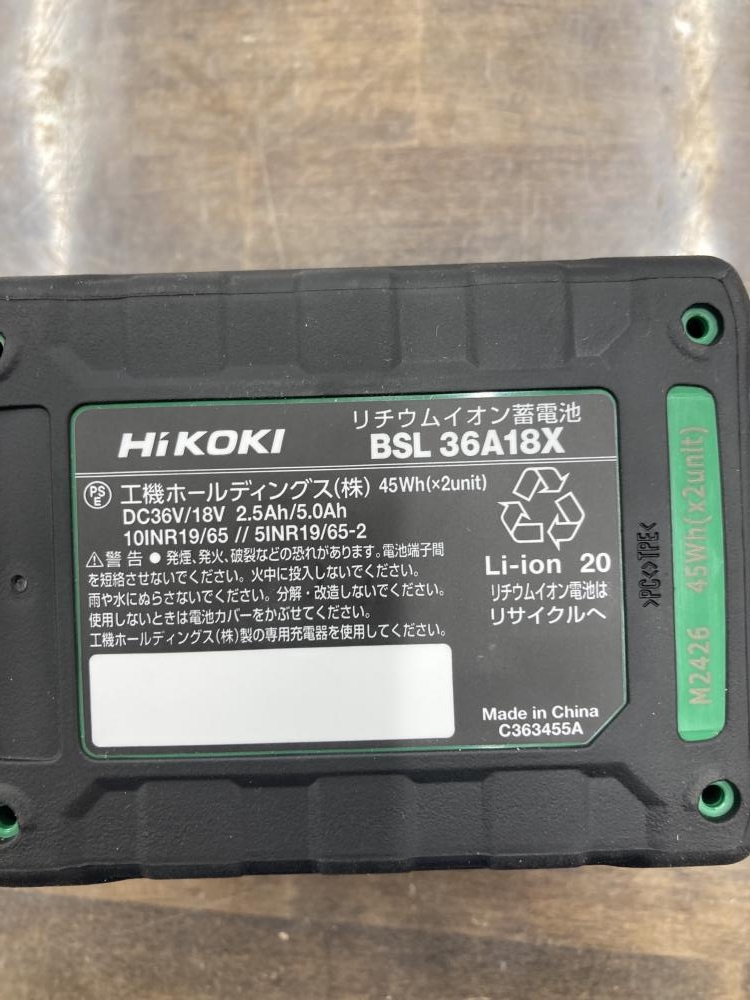 リチウムイオン蓄電池
HiKOKI BSL 36A18X
PSE 工機ホールディングス(株) 45Wh(×2unit)
DC36V/18V 2.5Ah/5.0Ah
10INR19/65 // 5INR19/65-2
⚠警告 ● 発煙、発火、破裂などの恐れがあります。電池端子間
を短絡させないでください。火中に投入しないでください。
雨や水にぬらさないでください。分解・改造しないでください。
使用しないときは電池カバーをかぶせてください。
工機ホールディングス(株)製の専用充電器を使用してください。
Li-ion 20
リチウムイオン電池は
リサイクルへ
Made in China
C363455A
>PC<>TPE<
M2426 45Wh(x2unit)